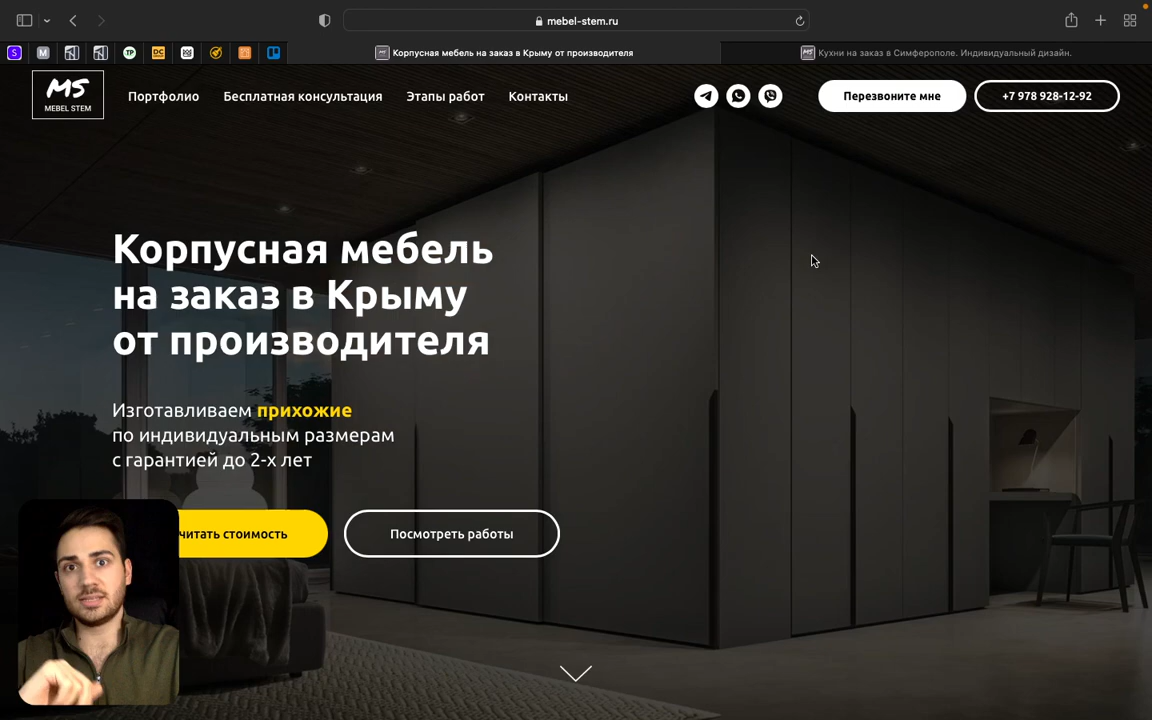 mebel-stem.ru
S
M
TP
DC
Корпусная мебель на заказ в Крыму от производителя
Кухни на заказ в Симферополе. Индивидуальный дизайн.
MS
MEBEL STEM
Портфолио
Бесплатная консультация
Этапы работ
Контакты
Перезвоните мне
+7 978 928-12-92
Корпусная мебель
на заказ в Крыму
от производителя
Изготавливаем прихожие
по индивидуальным размерам
с гарантией до 2-х лет
читать стоимость
Посмотреть работы